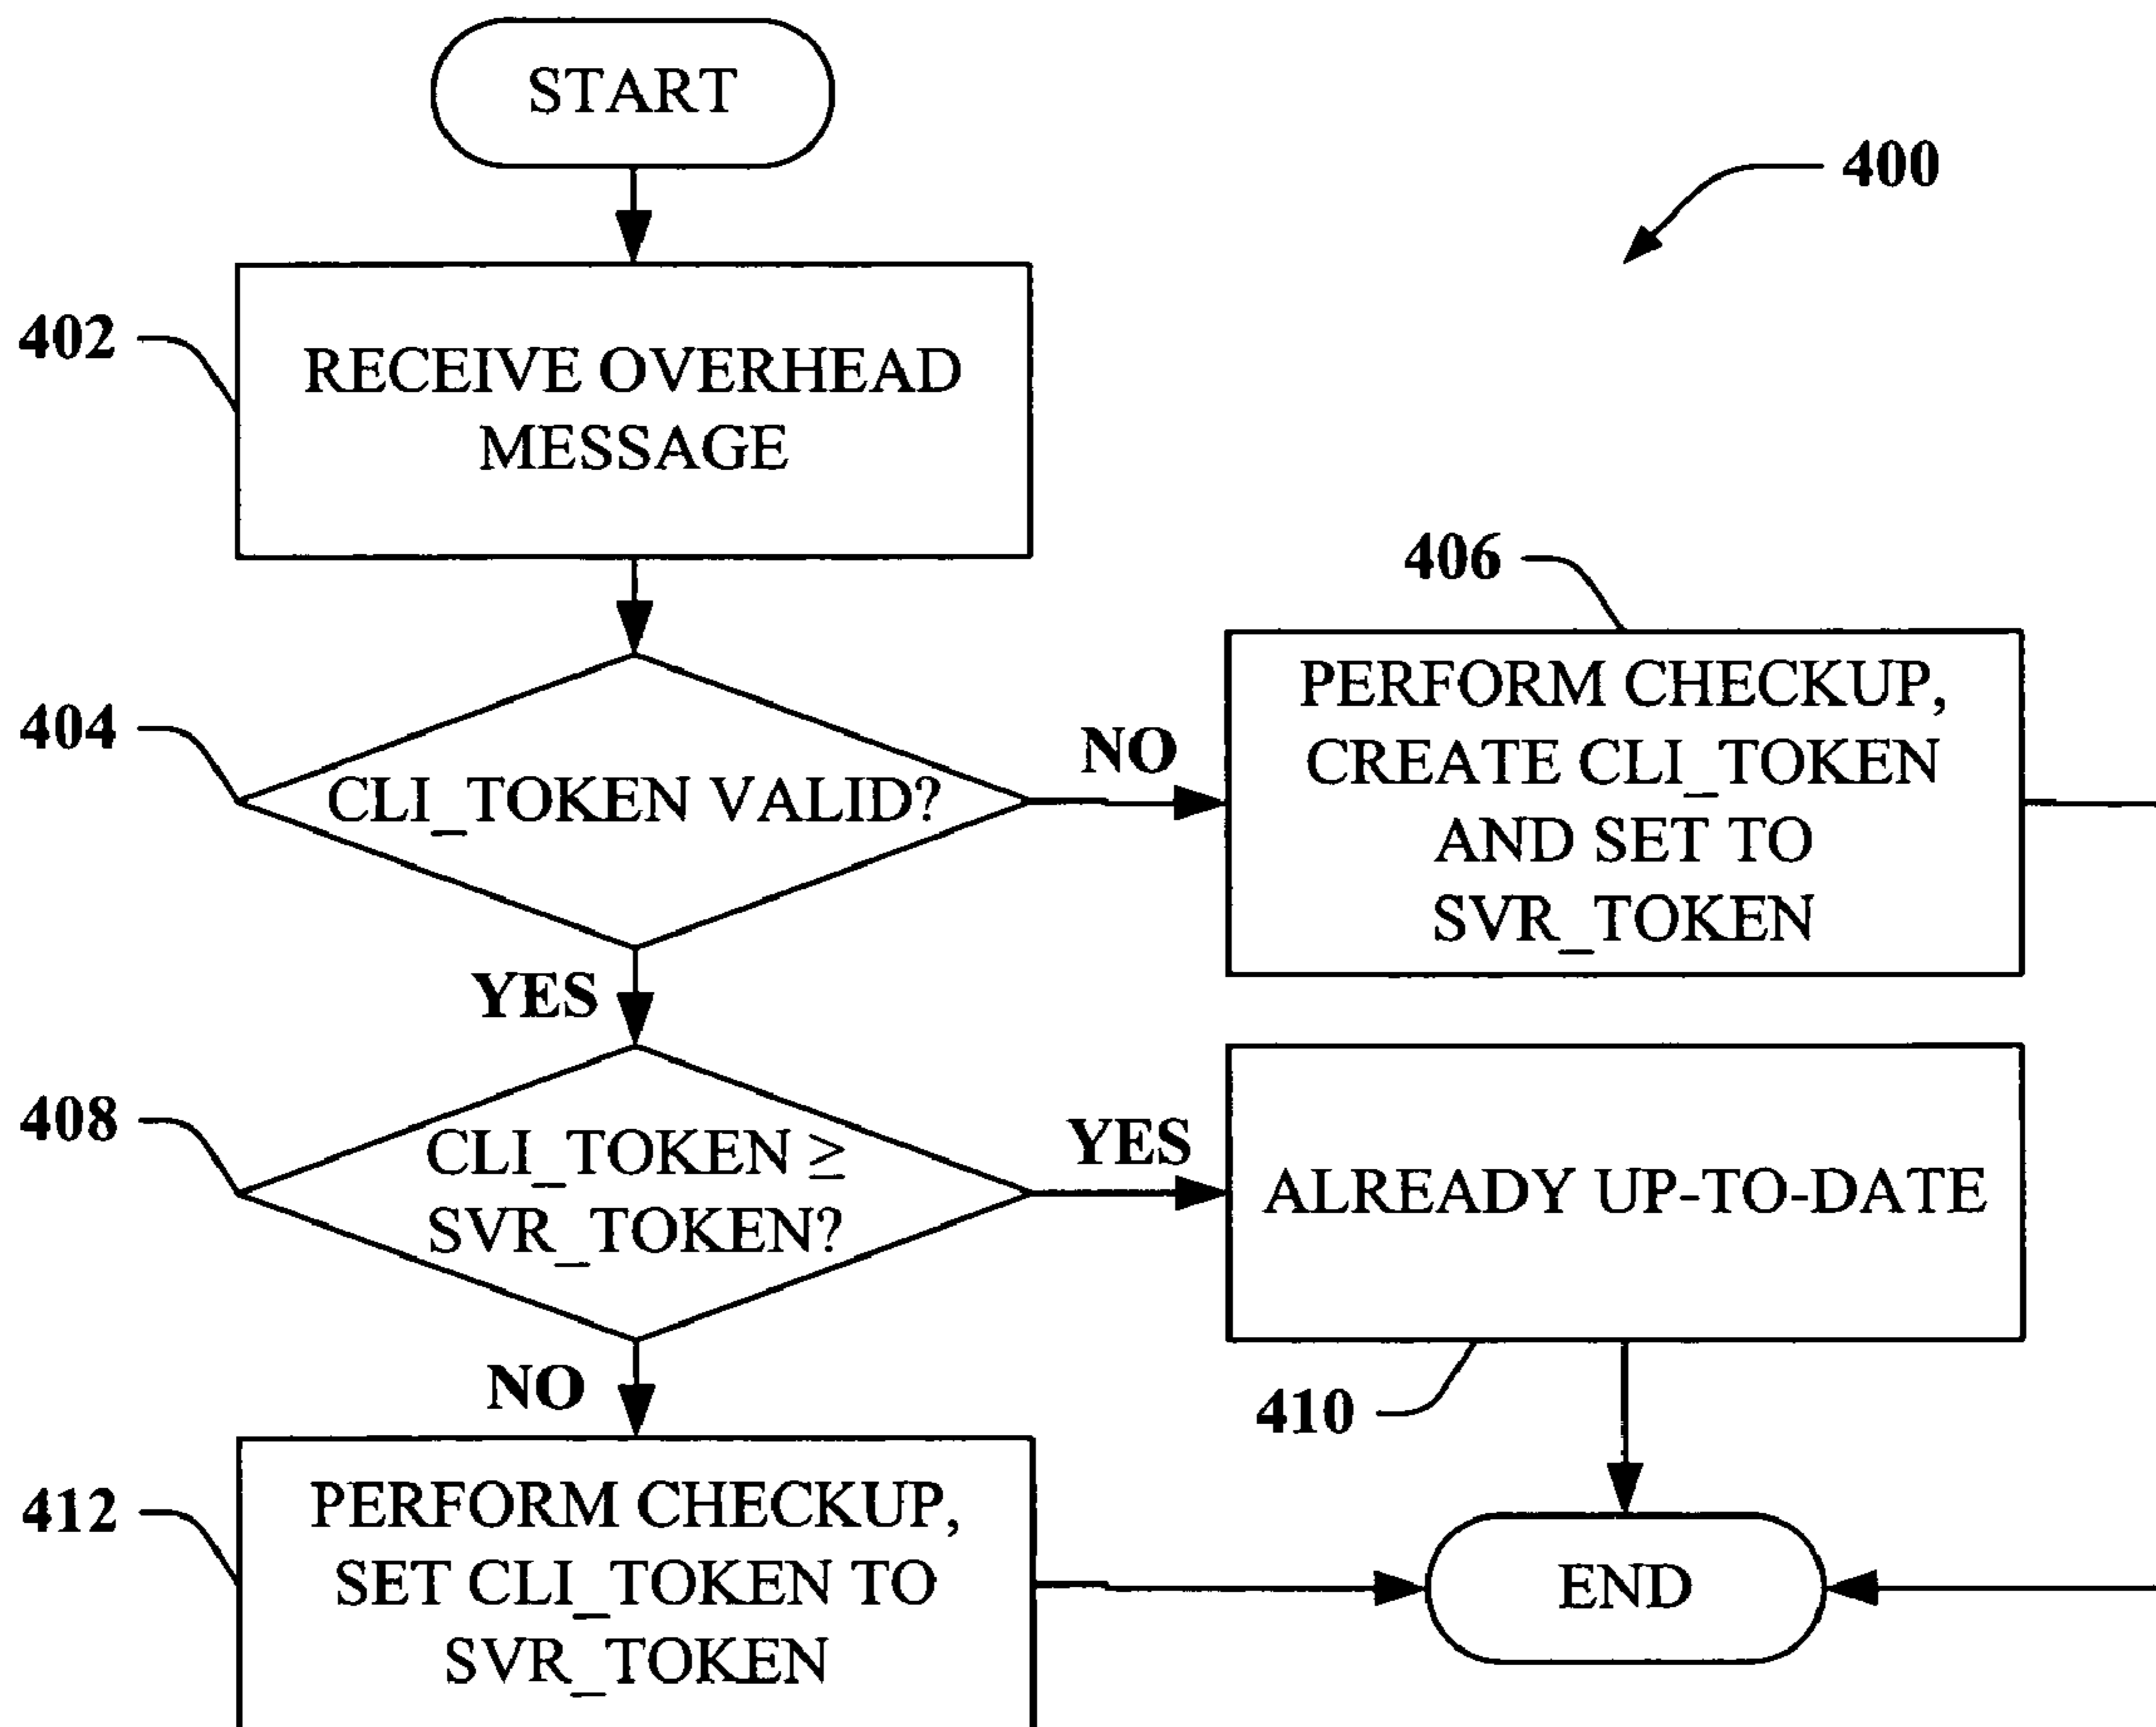 START
400
402
RECEIVE OVERHEAD
MESSAGE
406
404
CLI_TOKEN VALID?
NO
PERFORM CHECKUP,
CREATE CLI_TOKEN
AND SET TO
SVR_TOKEN
YES
408
CLI_TOKEN ≥
SVR_TOKEN?
YES
ALREADY UP-TO-DATE
NO
410
412
PERFORM CHECKUP,
SET CLI_TOKEN TO
SVR_TOKEN
END